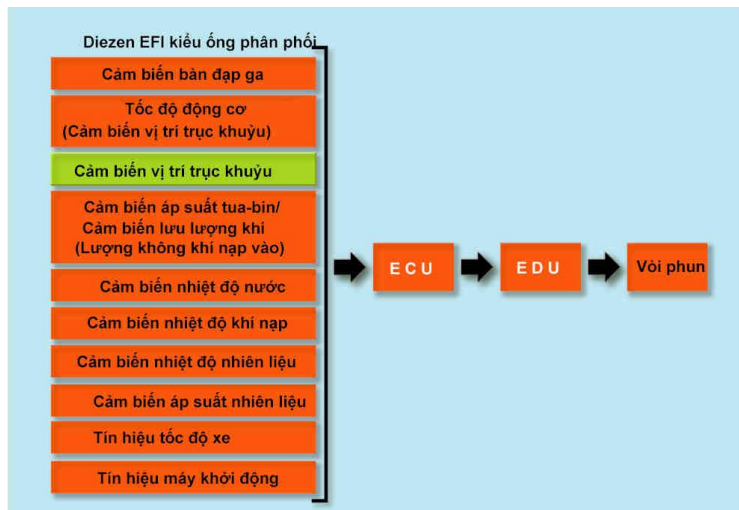 Diezen EFI kiểu ống phân phối
Cảm biến bàn đạp ga
Tốc độ động cơ
(Cảm biến vị trí trục khuỷu)
Cảm biến vị trí trục khuỷu
Cảm biến áp suất tua-bin/
Cảm biến lưu lượng khí
(Lượng không khí nạp vào)
Cảm biến nhiệt độ nước
Cảm biến nhiệt độ khí nạp
Cảm biến nhiệt độ nhiên liệu
Cảm biến áp suất nhiên liệu
Tín hiệu tốc độ xe
Tín hiệu máy khởi động
ECU
EDU
Vòi phun